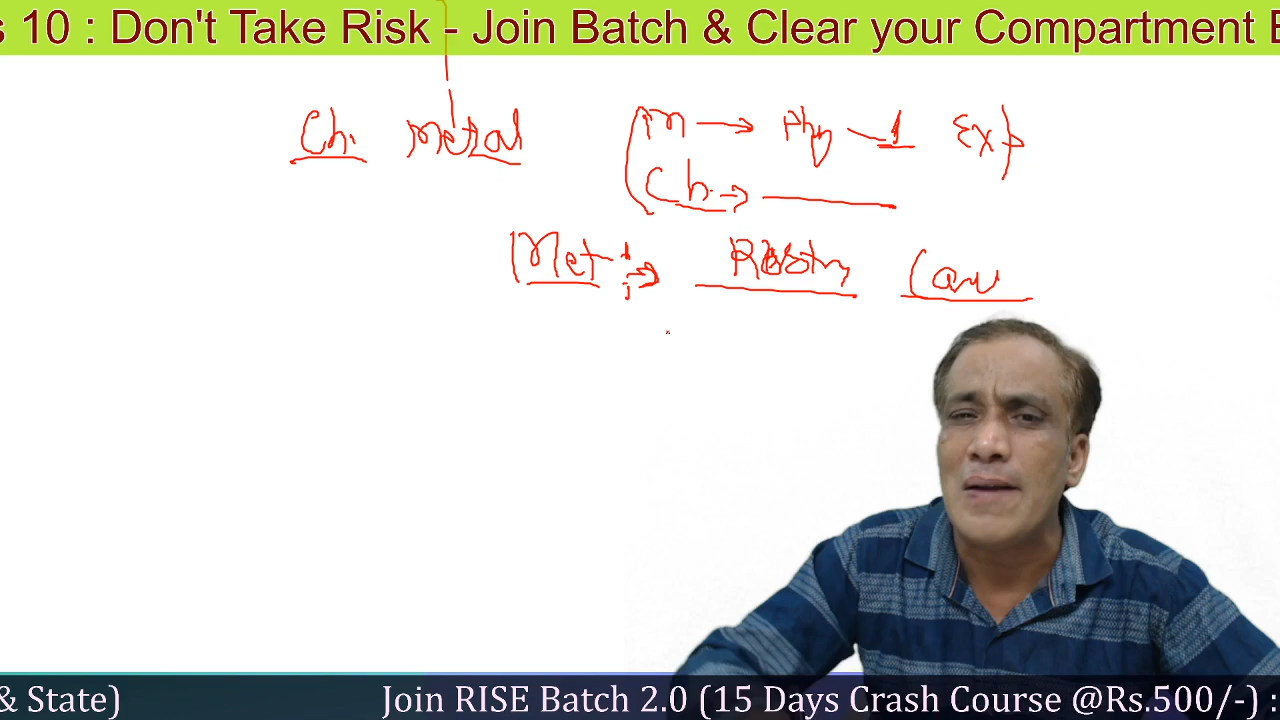 s 10 : Don't Take Risk - Join Batch & Clear your Compartment E
Ch. Metal M → Phy 1 Exp
Ch. →
Met →
& State) Join RISE Batch 2.0 (15 Days Crash Course @Rs.500/-) :